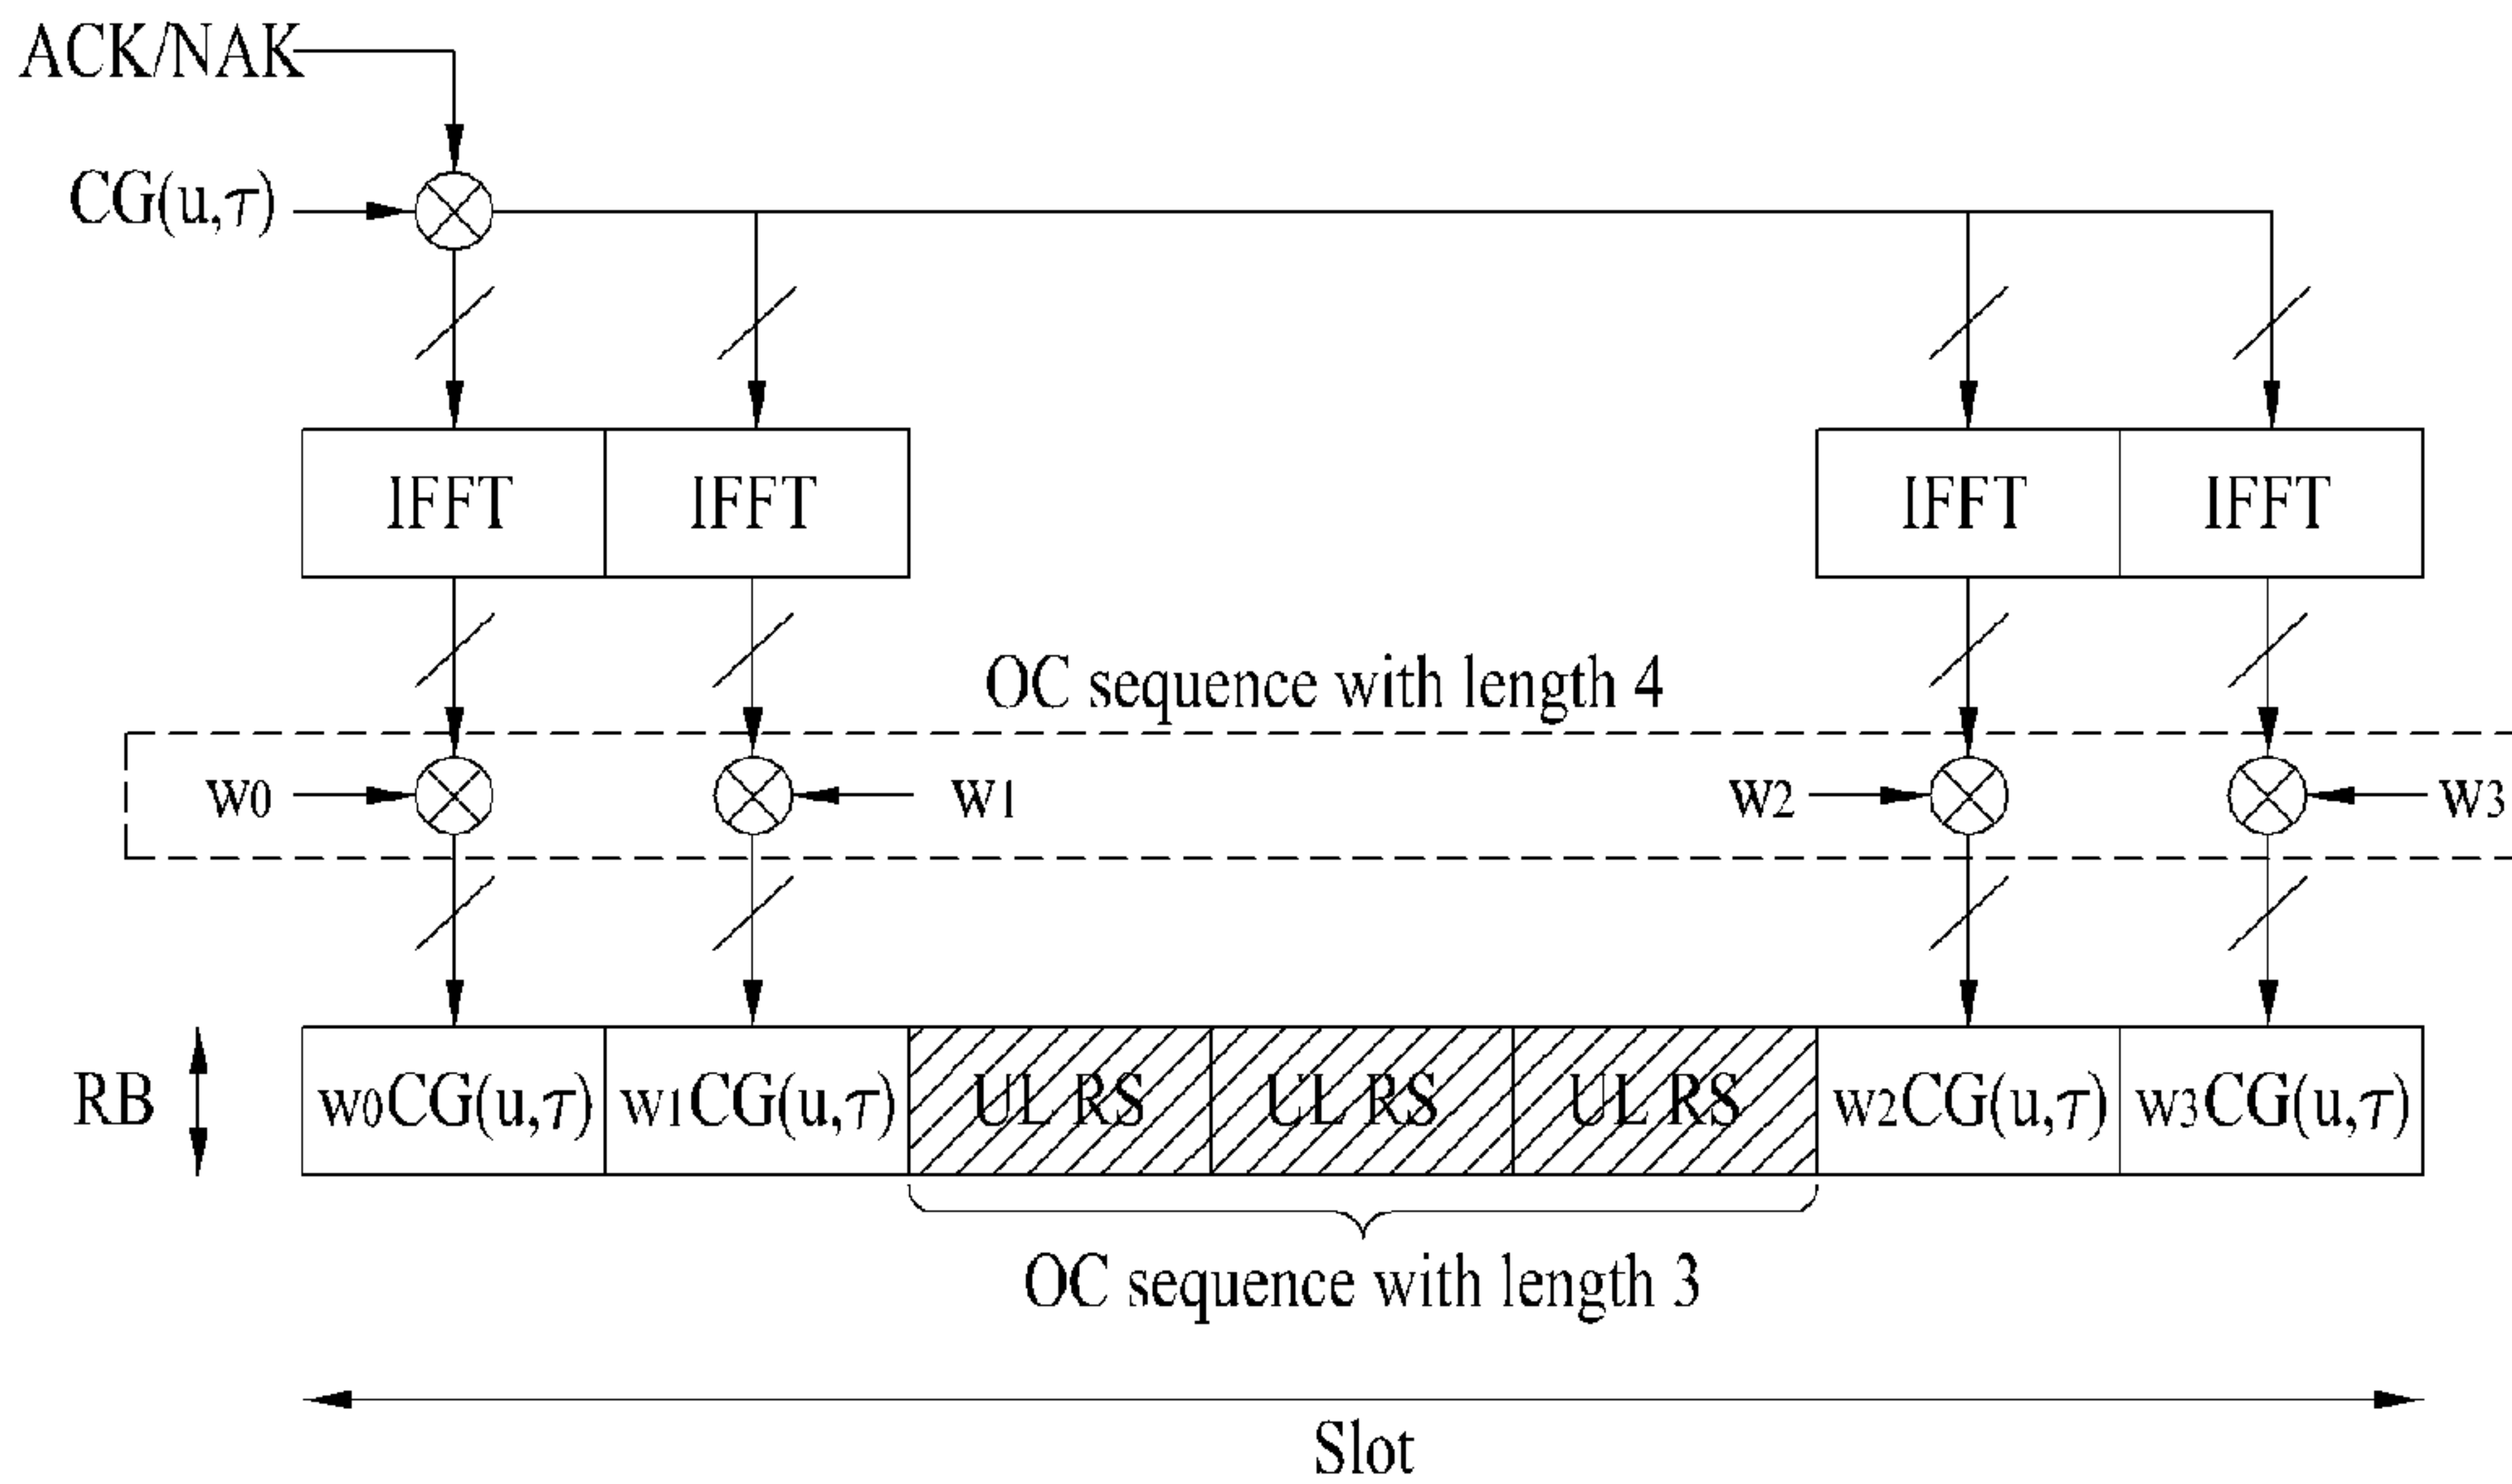 ACK/NAK
CG(u,τ)
IFFT IFFT IFFT IFFT
OC sequence with length 4
w0 w1 w2 w3
RB w0CG(u,τ) w1CG(u,τ) UL RS UL RS UL RS w2CG(u,τ) w3CG(u,τ)
OC sequence with length 3
Slot